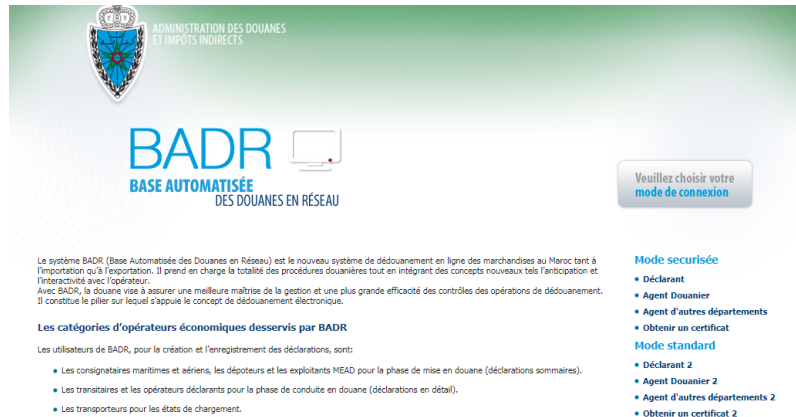 ADMINISTRATION DES DOUANES
ET IMPÔTS INDIRECTS
BADR
BASE AUTOMATISÉE
DES DOUANES EN RÉSEAU
Veuillez choisir votre
mode de connexion
Le système BADR (Base Automatisée des Douanes en Réseau) est le nouveau système de dédouanement en ligne des marchandises au Maroc tant à
l'importation qu'à l'exportation. Il prend en charge la totalité des procédures douanières tout en intégrant des concepts nouveaux tels l'anticipation et
l'interactivité avec l'opérateur.
Avec BADR, la douane vise à assurer une meilleure maîtrise de la gestion et une plus grande efficacité des contrôles des opérations de dédouanement.
Il constitue le pilier sur lequel s'appuie le concept de dédouanement électronique.
Les catégories d'opérateurs économiques desservis par BADR
Les utilisateurs de BADR, pour la création et l'enregistrement des déclarations, sont:
• Les consignataires maritimes et aériens, les dépoteurs et les exploitants MEAD pour la phase de mise en douane (déclarations sommaires).
• Les transitaires et les opérateurs déclarants pour la phase de conduite en douane (déclarations en détail).
• Les transporteurs pour les états de chargement.
Mode securisée
• Déclarant
• Agent Douanier
• Agent d'autres départements
• Obtenir un certificat
Mode standard
• Déclarant 2
• Agent Douanier 2
• Agent d'autres départements 2
• Obtenir un certificat 2